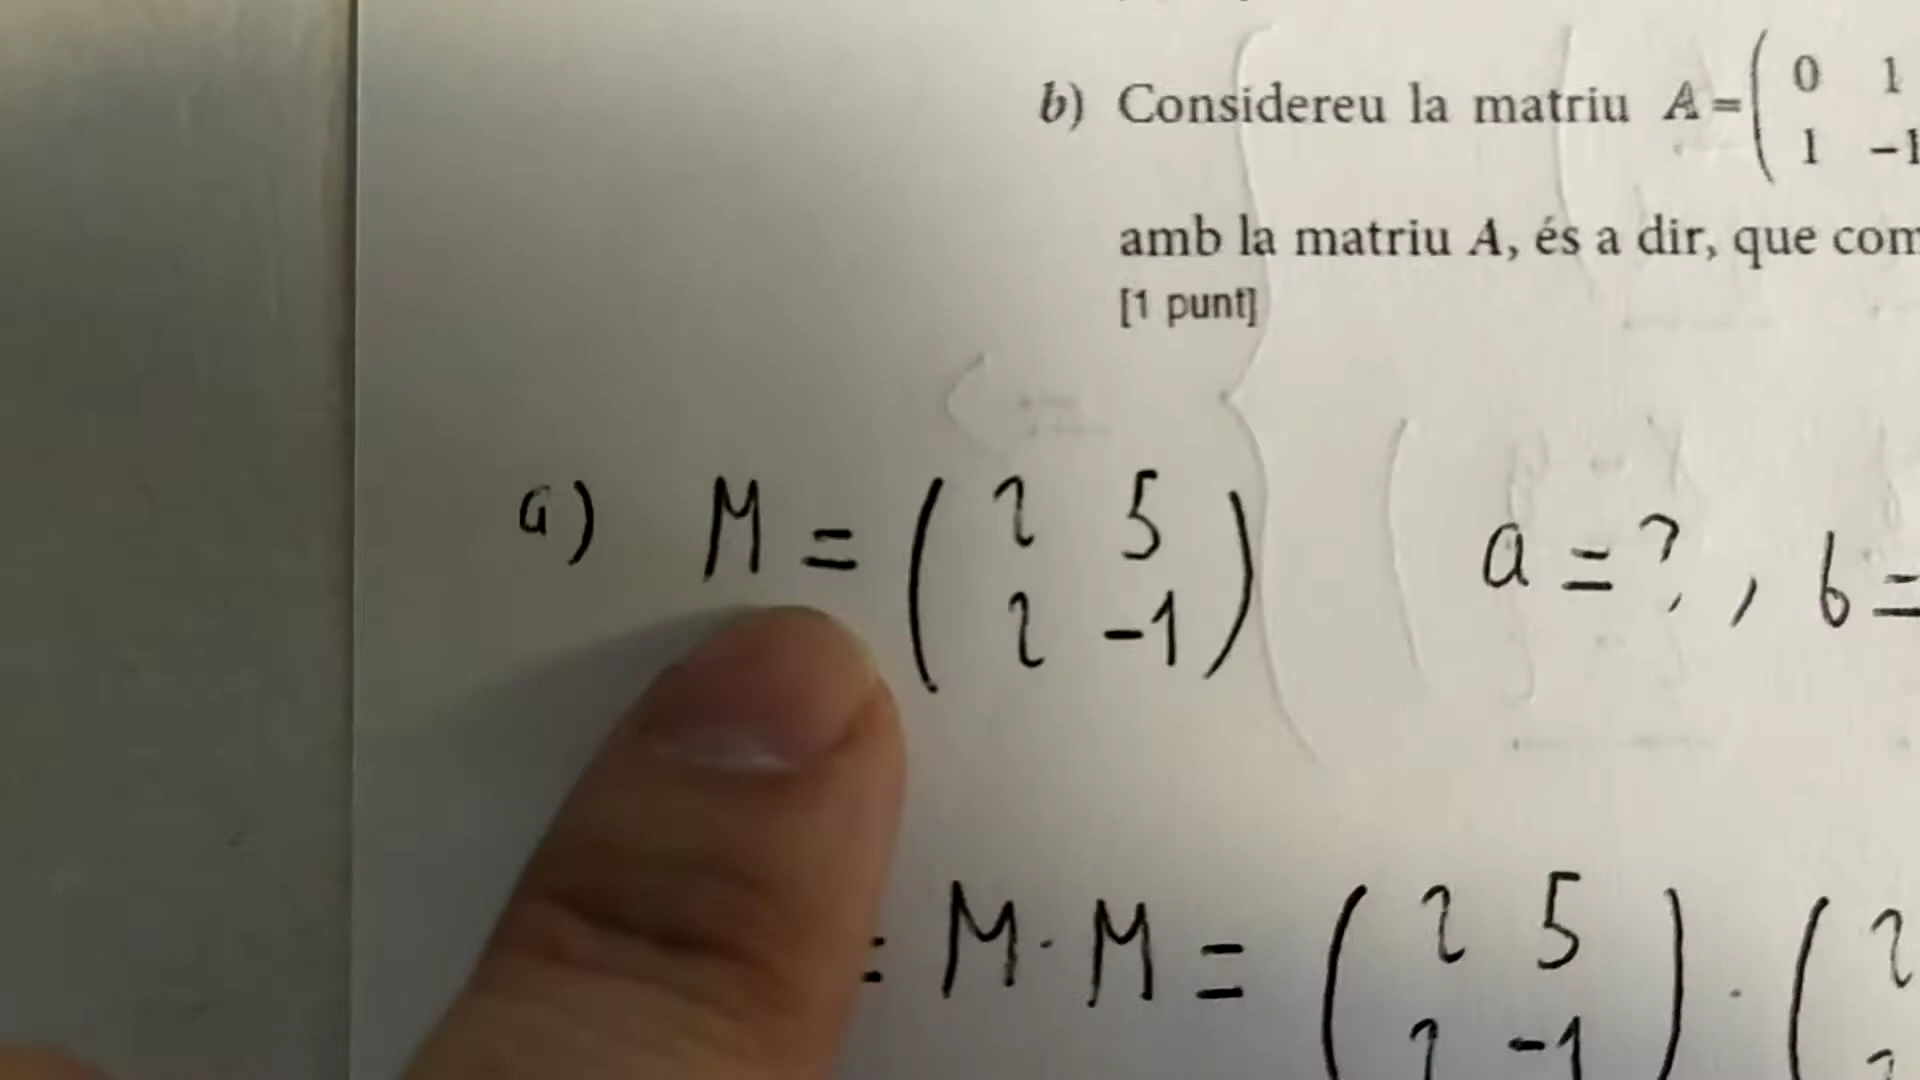 b) Considereu la matriu A = ( 0 1
1 -1
amb la matriu A, és a dir, que com
[1 punt]
a) M = ( 2 5
2 -1 ) a = ?, b =
= M · M = ( 2 5 ) · ( 2
2 -1